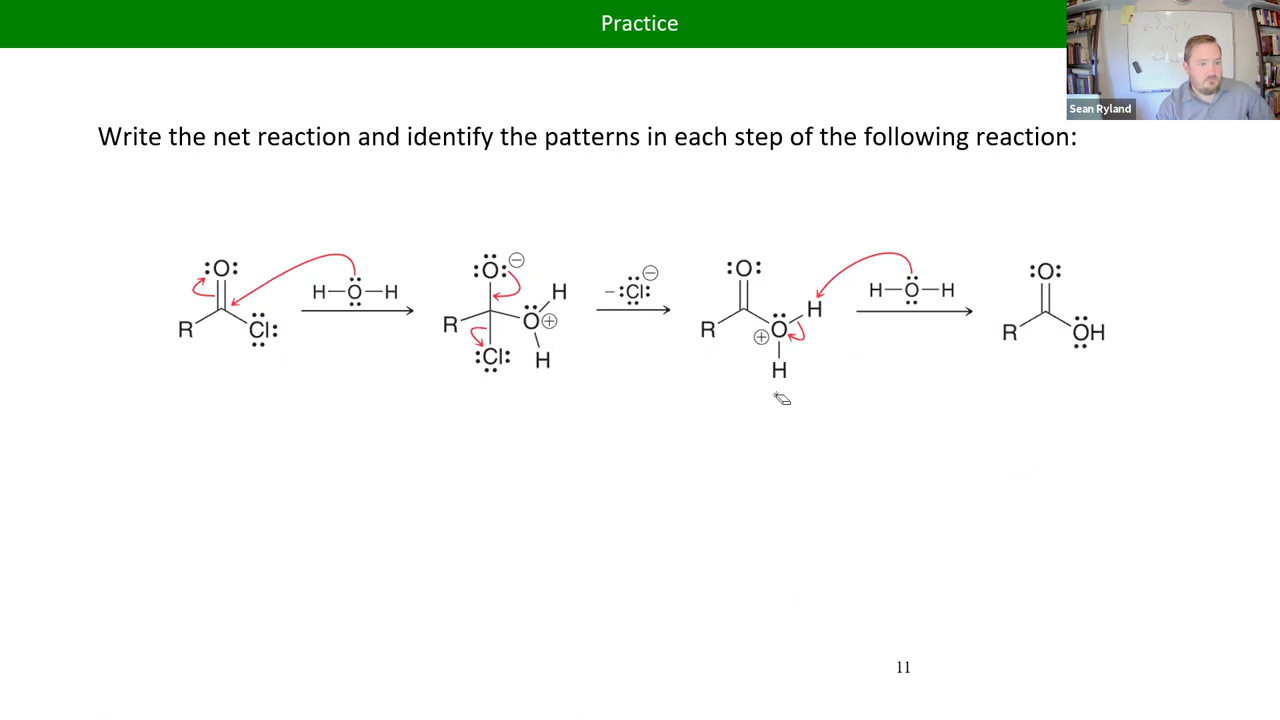 Practice
Sean Ryland
Write the net reaction and identify the patterns in each step of the following reaction:
:O:
R
Cl:
H–O–H
:O:⊖
R
O⊕
H
H
:Cl:
⊖
– :Cl:
:O:
R
⊕O
H
H
H–O–H
:O:
R
OH
11